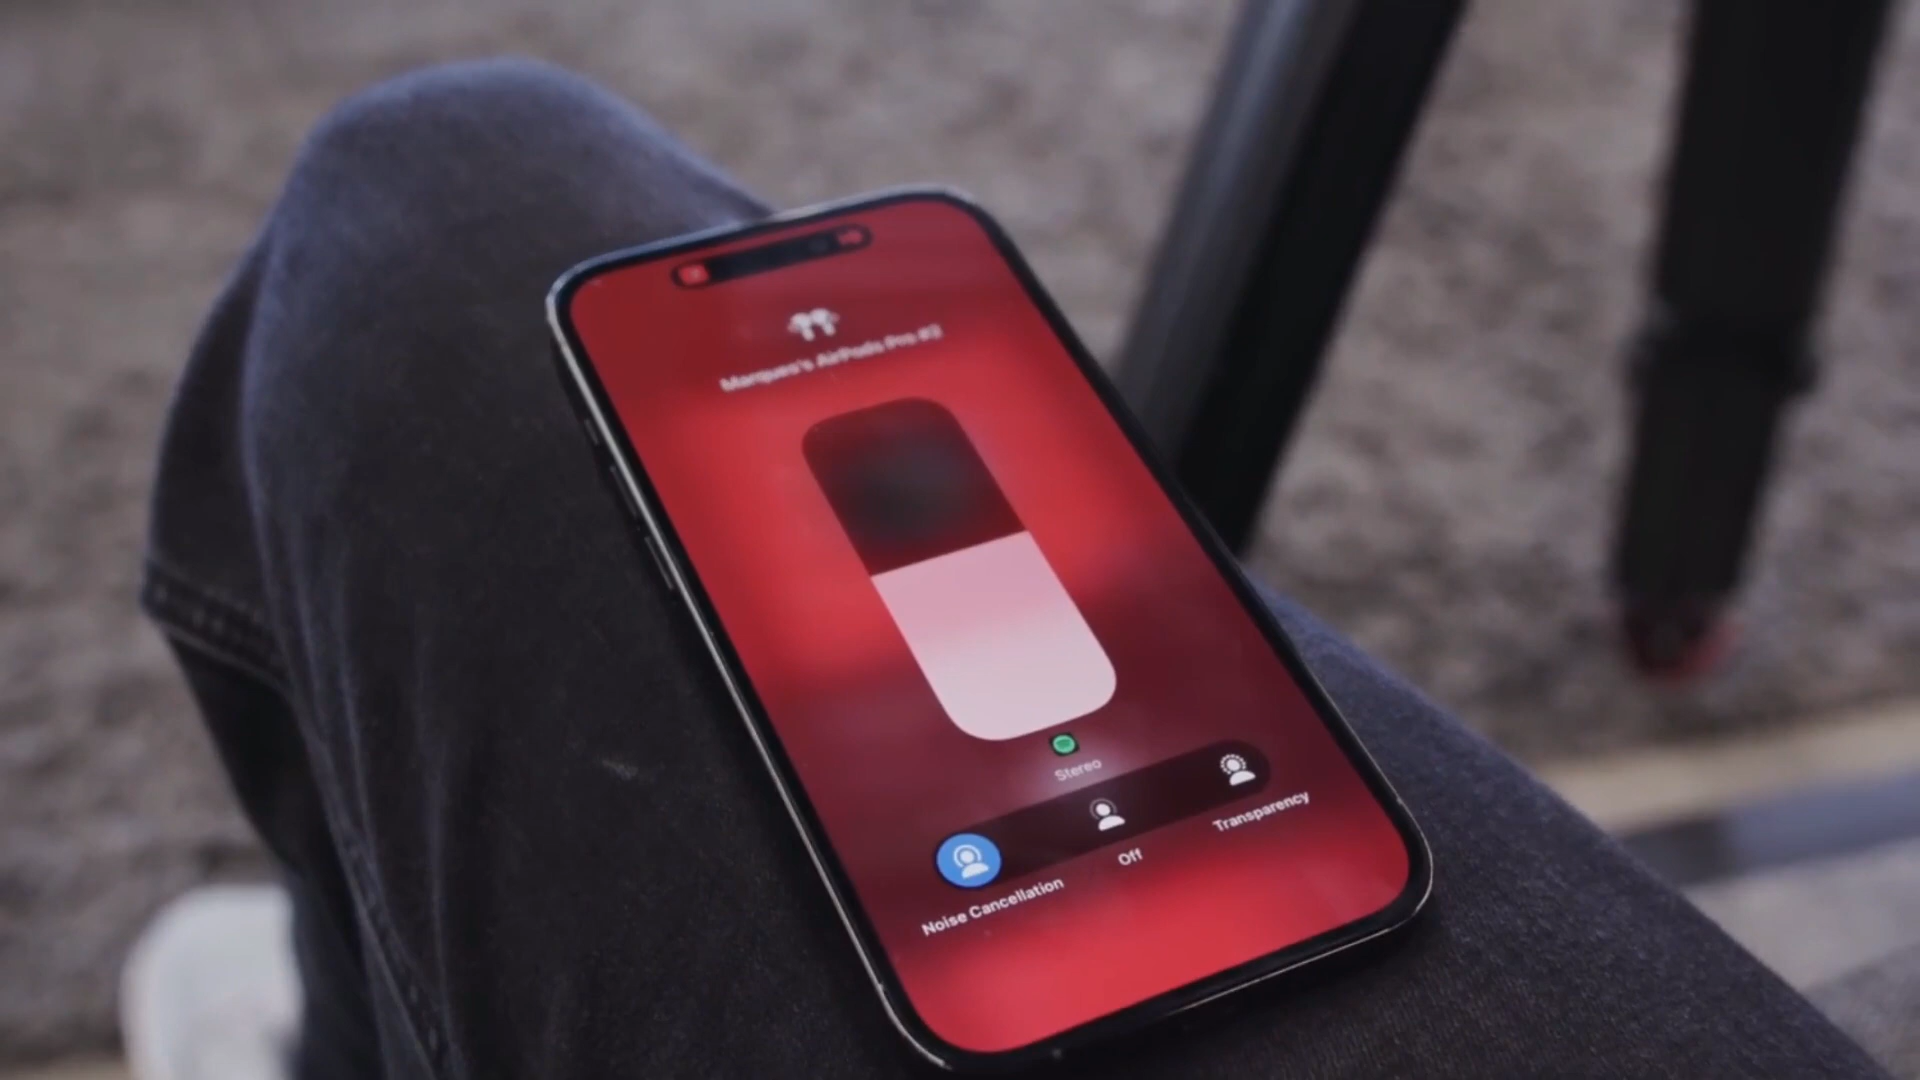 Marques's AirPods Pro #2
Stereo
Noise Cancellation
Off
Transparency